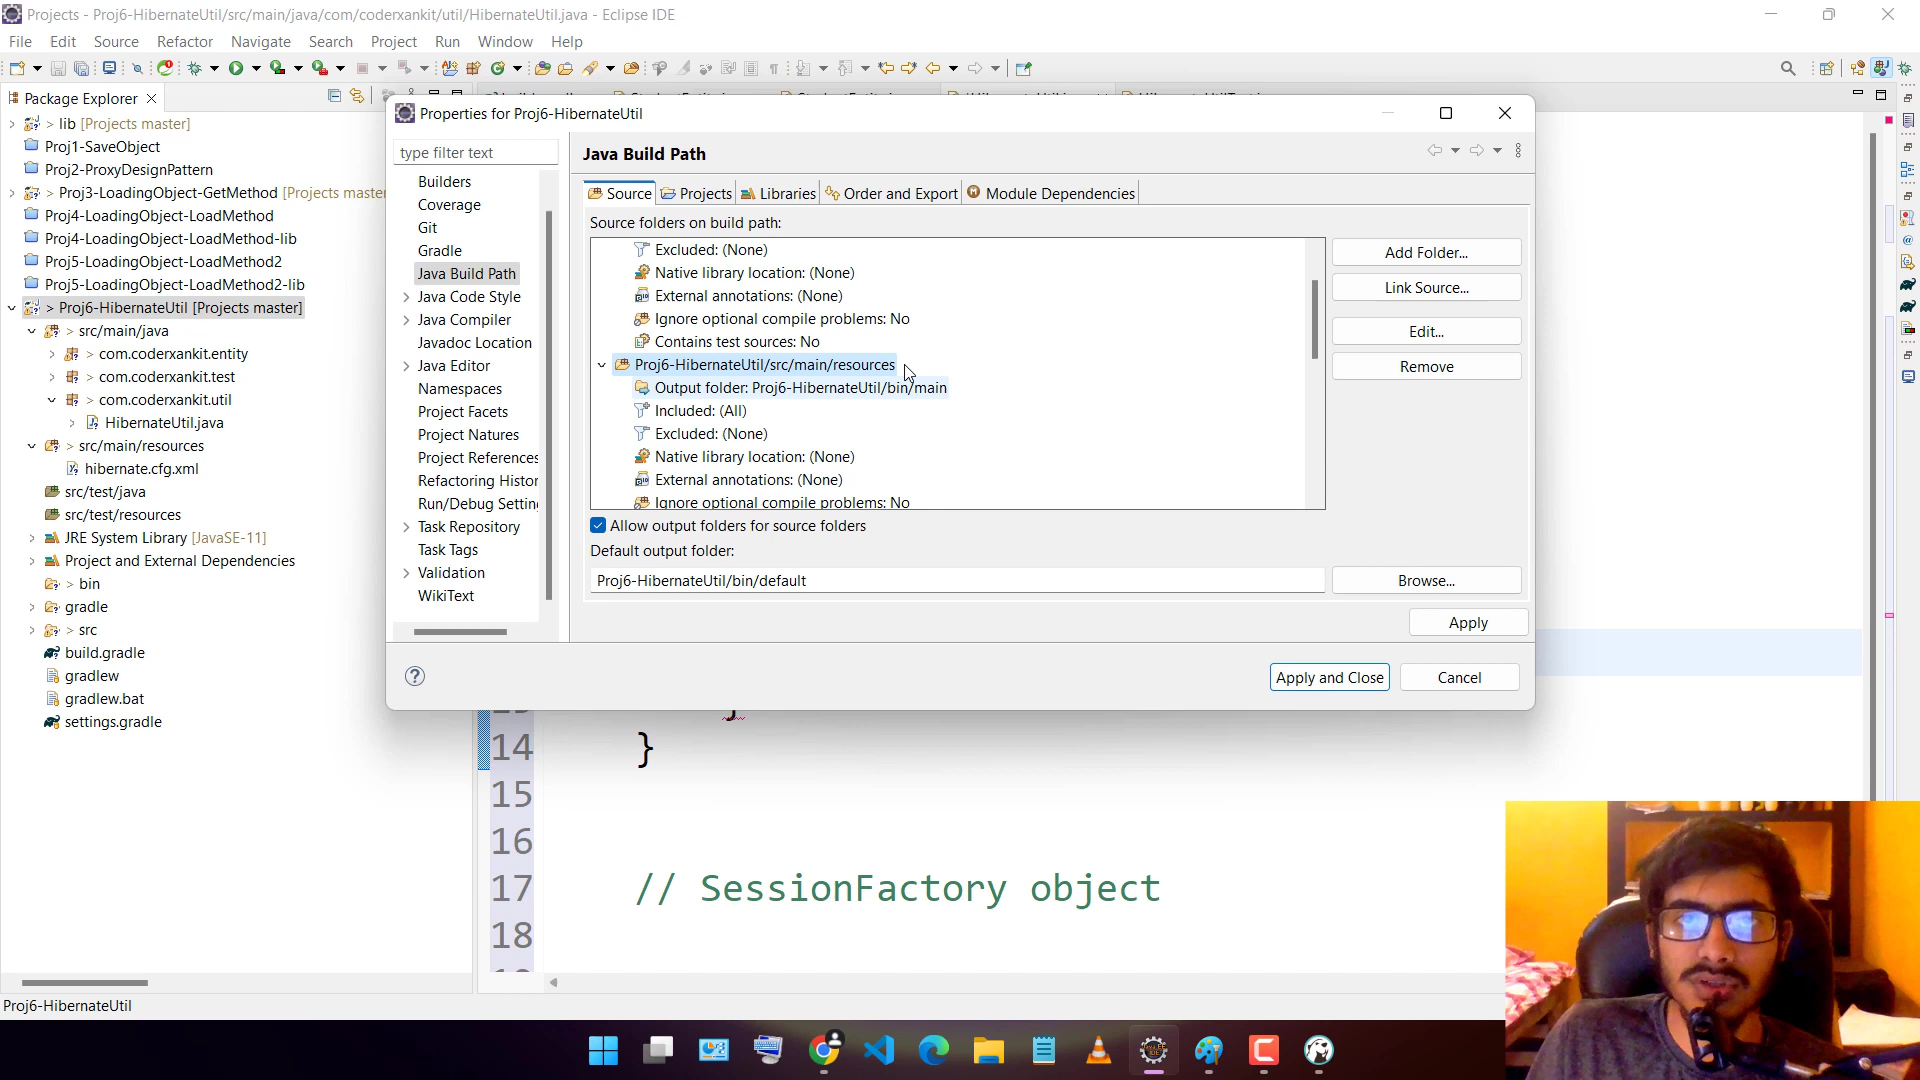 Projects - Proj6-HibernateUtil/src/main/java/com/coderxankit/util/HibernateUtil.java - Eclipse IDE
File Edit Source Refactor Navigate Search Project Run Window Help
Package Explorer
> lib [Projects master]
Proj1-SaveObject
Proj2-ProxyDesignPattern
> Proj3-LoadingObject-GetMethod [Projects master
Proj4-LoadingObject-LoadMethod
Proj4-LoadingObject-LoadMethod-lib
Proj5-LoadingObject-LoadMethod2
Proj5-LoadingObject-LoadMethod2-lib
> Proj6-HibernateUtil [Projects master]
> src/main/java
> com.coderxankit.entity
> com.coderxankit.test
> com.coderxankit.util
HibernateUtil.java
> src/main/resources
hibernate.cfg.xml
src/test/java
src/test/resources
JRE System Library [JavaSE-11]
Project and External Dependencies
> bin
gradle
> src
build.gradle
gradlew
gradlew.bat
settings.gradle
Properties for Proj6-HibernateUtil
type filter text
Builders
Coverage
Git
Gradle
Java Build Path
Java Code Style
Java Compiler
Javadoc Location
Java Editor
Namespaces
Project Facets
Project Natures
Project References
Refactoring Histor
Run/Debug Settin
Task Repository
Task Tags
Validation
WikiText
Java Build Path
Source Projects Libraries Order and Export Module Dependencies
Source folders on build path:
Excluded: (None)
Native library location: (None)
External annotations: (None)
Ignore optional compile problems: No
Contains test sources: No
Proj6-HibernateUtil/src/main/resources
Output folder: Proj6-HibernateUtil/bin/main
Included: (All)
Excluded: (None)
Native library location: (None)
External annotations: (None)
Ignore optional compile problems: No
Add Folder...
Link Source...
Edit...
Remove
Allow output folders for source folders
Default output folder:
Proj6-HibernateUtil/bin/default
Browse...
Apply
Apply and Close
Cancel
14 }
15
16
17 // SessionFactory object
18
Proj6-HibernateUtil